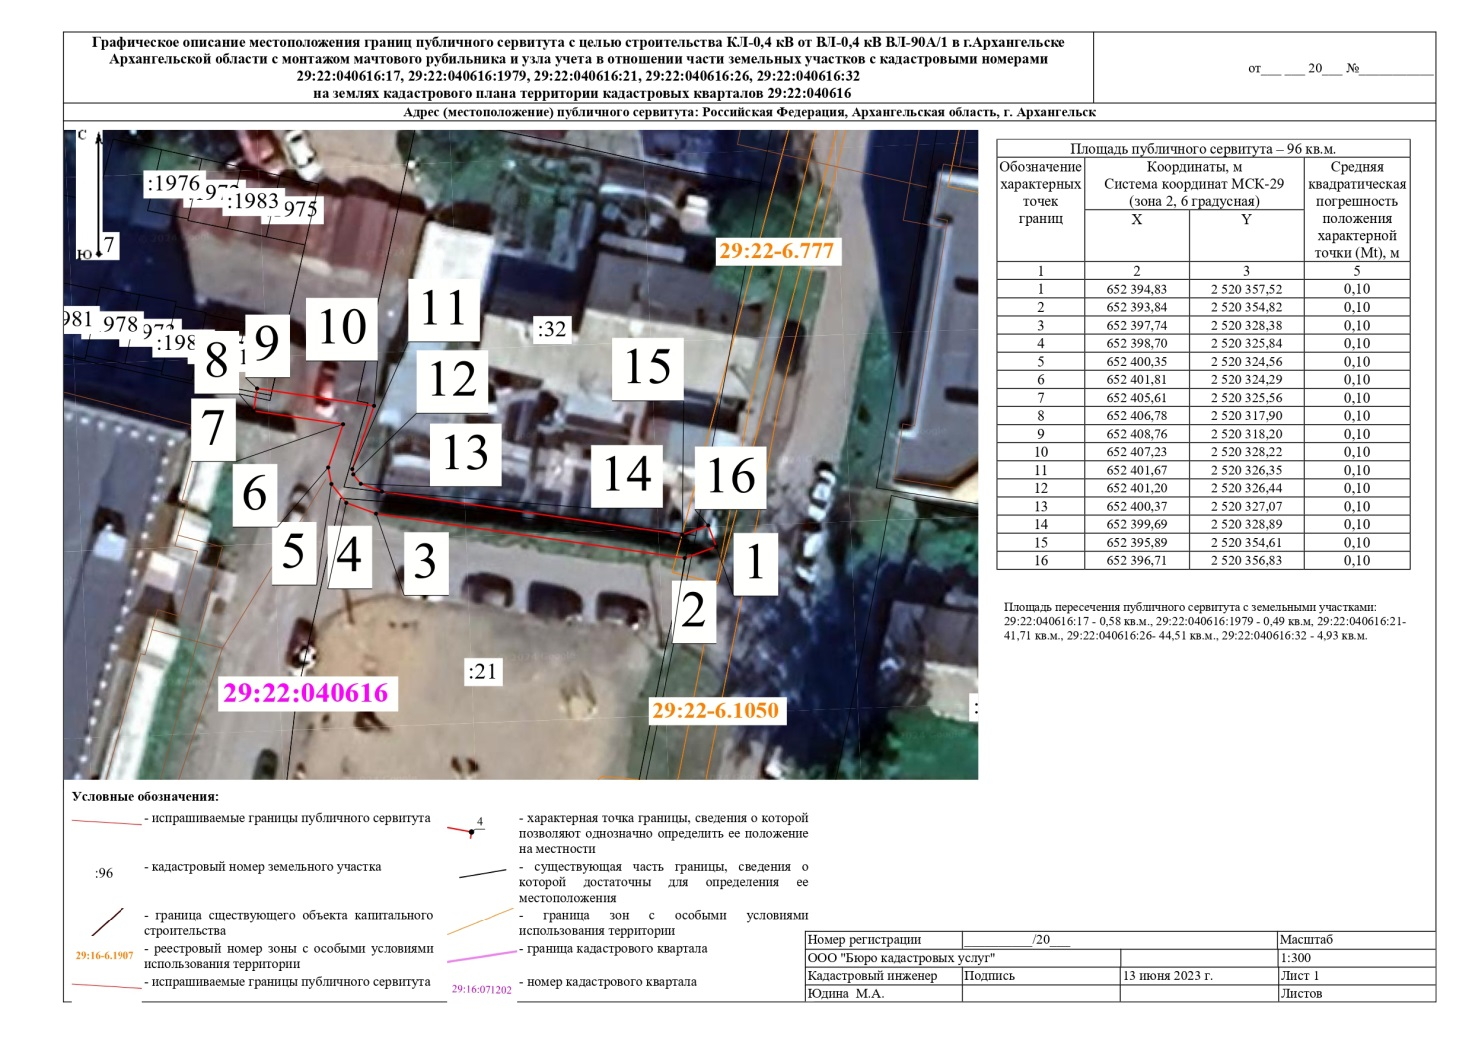 Графическое описание местоположения границ публичного сервитута с целью строительства КЛ-0,4 кВ от ВЛ-0,4 кВ ВЛ-90А/1 в г.Архангельске
Архангельской области с монтажом мачтового рубильника и узла учета в отношении части земельных участков с кадастровыми номерами
29:22:040616:17, 29:22:040616:1979, 29:22:040616:21, 29:22:040616:26, 29:22:040616:32
на землях кадастрового плана территории кадастровых кварталов 29:22:040616
от___ ___ 20___ №___________
Адрес (местоположение) публичного сервитута: Российская Федерация, Архангельская область, г. Архангельск
С
Ю
7
:1976
:1983
975
981
978
:198
:32
:21
29:22-6.777
29:22-6.1050
29:22:040616
8
9
10
11
12
13
14
15
16
7
6
5
4
3
2
1
Площадь публичного сервитута – 96 кв.м.
Обозначение характерных точек границ
Координаты, м
Система координат МСК-29
(зона 2, 6 градусная)
X Y
Средняя квадратическая погрешность положения характерной точки (Mt), м
1 2 3 5
1 652 394,83 2 520 357,52 0,10
2 652 393,84 2 520 354,82 0,10
3 652 397,74 2 520 328,38 0,10
4 652 398,70 2 520 325,84 0,10
5 652 400,35 2 520 324,56 0,10
6 652 401,81 2 520 324,29 0,10
7 652 405,61 2 520 325,56 0,10
8 652 406,78 2 520 317,90 0,10
9 652 408,76 2 520 318,20 0,10
10 652 407,23 2 520 328,22 0,10
11 652 401,67 2 520 326,35 0,10
12 652 401,20 2 520 326,44 0,10
13 652 400,37 2 520 327,07 0,10
14 652 399,69 2 520 328,89 0,10
15 652 395,89 2 520 354,61 0,10
16 652 396,71 2 520 356,83 0,10
Площадь пересечения публичного сервитута с земельными участками:
29:22:040616:17 - 0,58 кв.м., 29:22:040616:1979 - 0,49 кв.м, 29:22:040616:21-
41,71 кв.м., 29:22:040616:26- 44,51 кв.м., 29:22:040616:32 - 4,93 кв.м.
Условные обозначения:
- испрашиваемые границы публичного сервитута
:96 - кадастровый номер земельного участка
- граница сществующего объекта капитального
строительства
29:16-6.1907 - реестровый номер зоны с особыми условиями
использования территории
- испрашиваемые границы публичного сервитута
4 - характерная точка границы, сведения о которой
позволяют однозначно определить ее положение
на местности
- существующая часть границы, сведения о
которой достаточны для определения ее
местоположения
- граница зон с особыми условиями
использования территории
- граница кадастрового квартала
29:16:071202 - номер кадастрового квартала
Номер регистрации ___________/20___ Масштаб
ООО "Бюро кадастровых услуг" 1:300
Кадастровый инженер Подпись 13 июня 2023 г. Лист 1
Юдина М.А. Листов